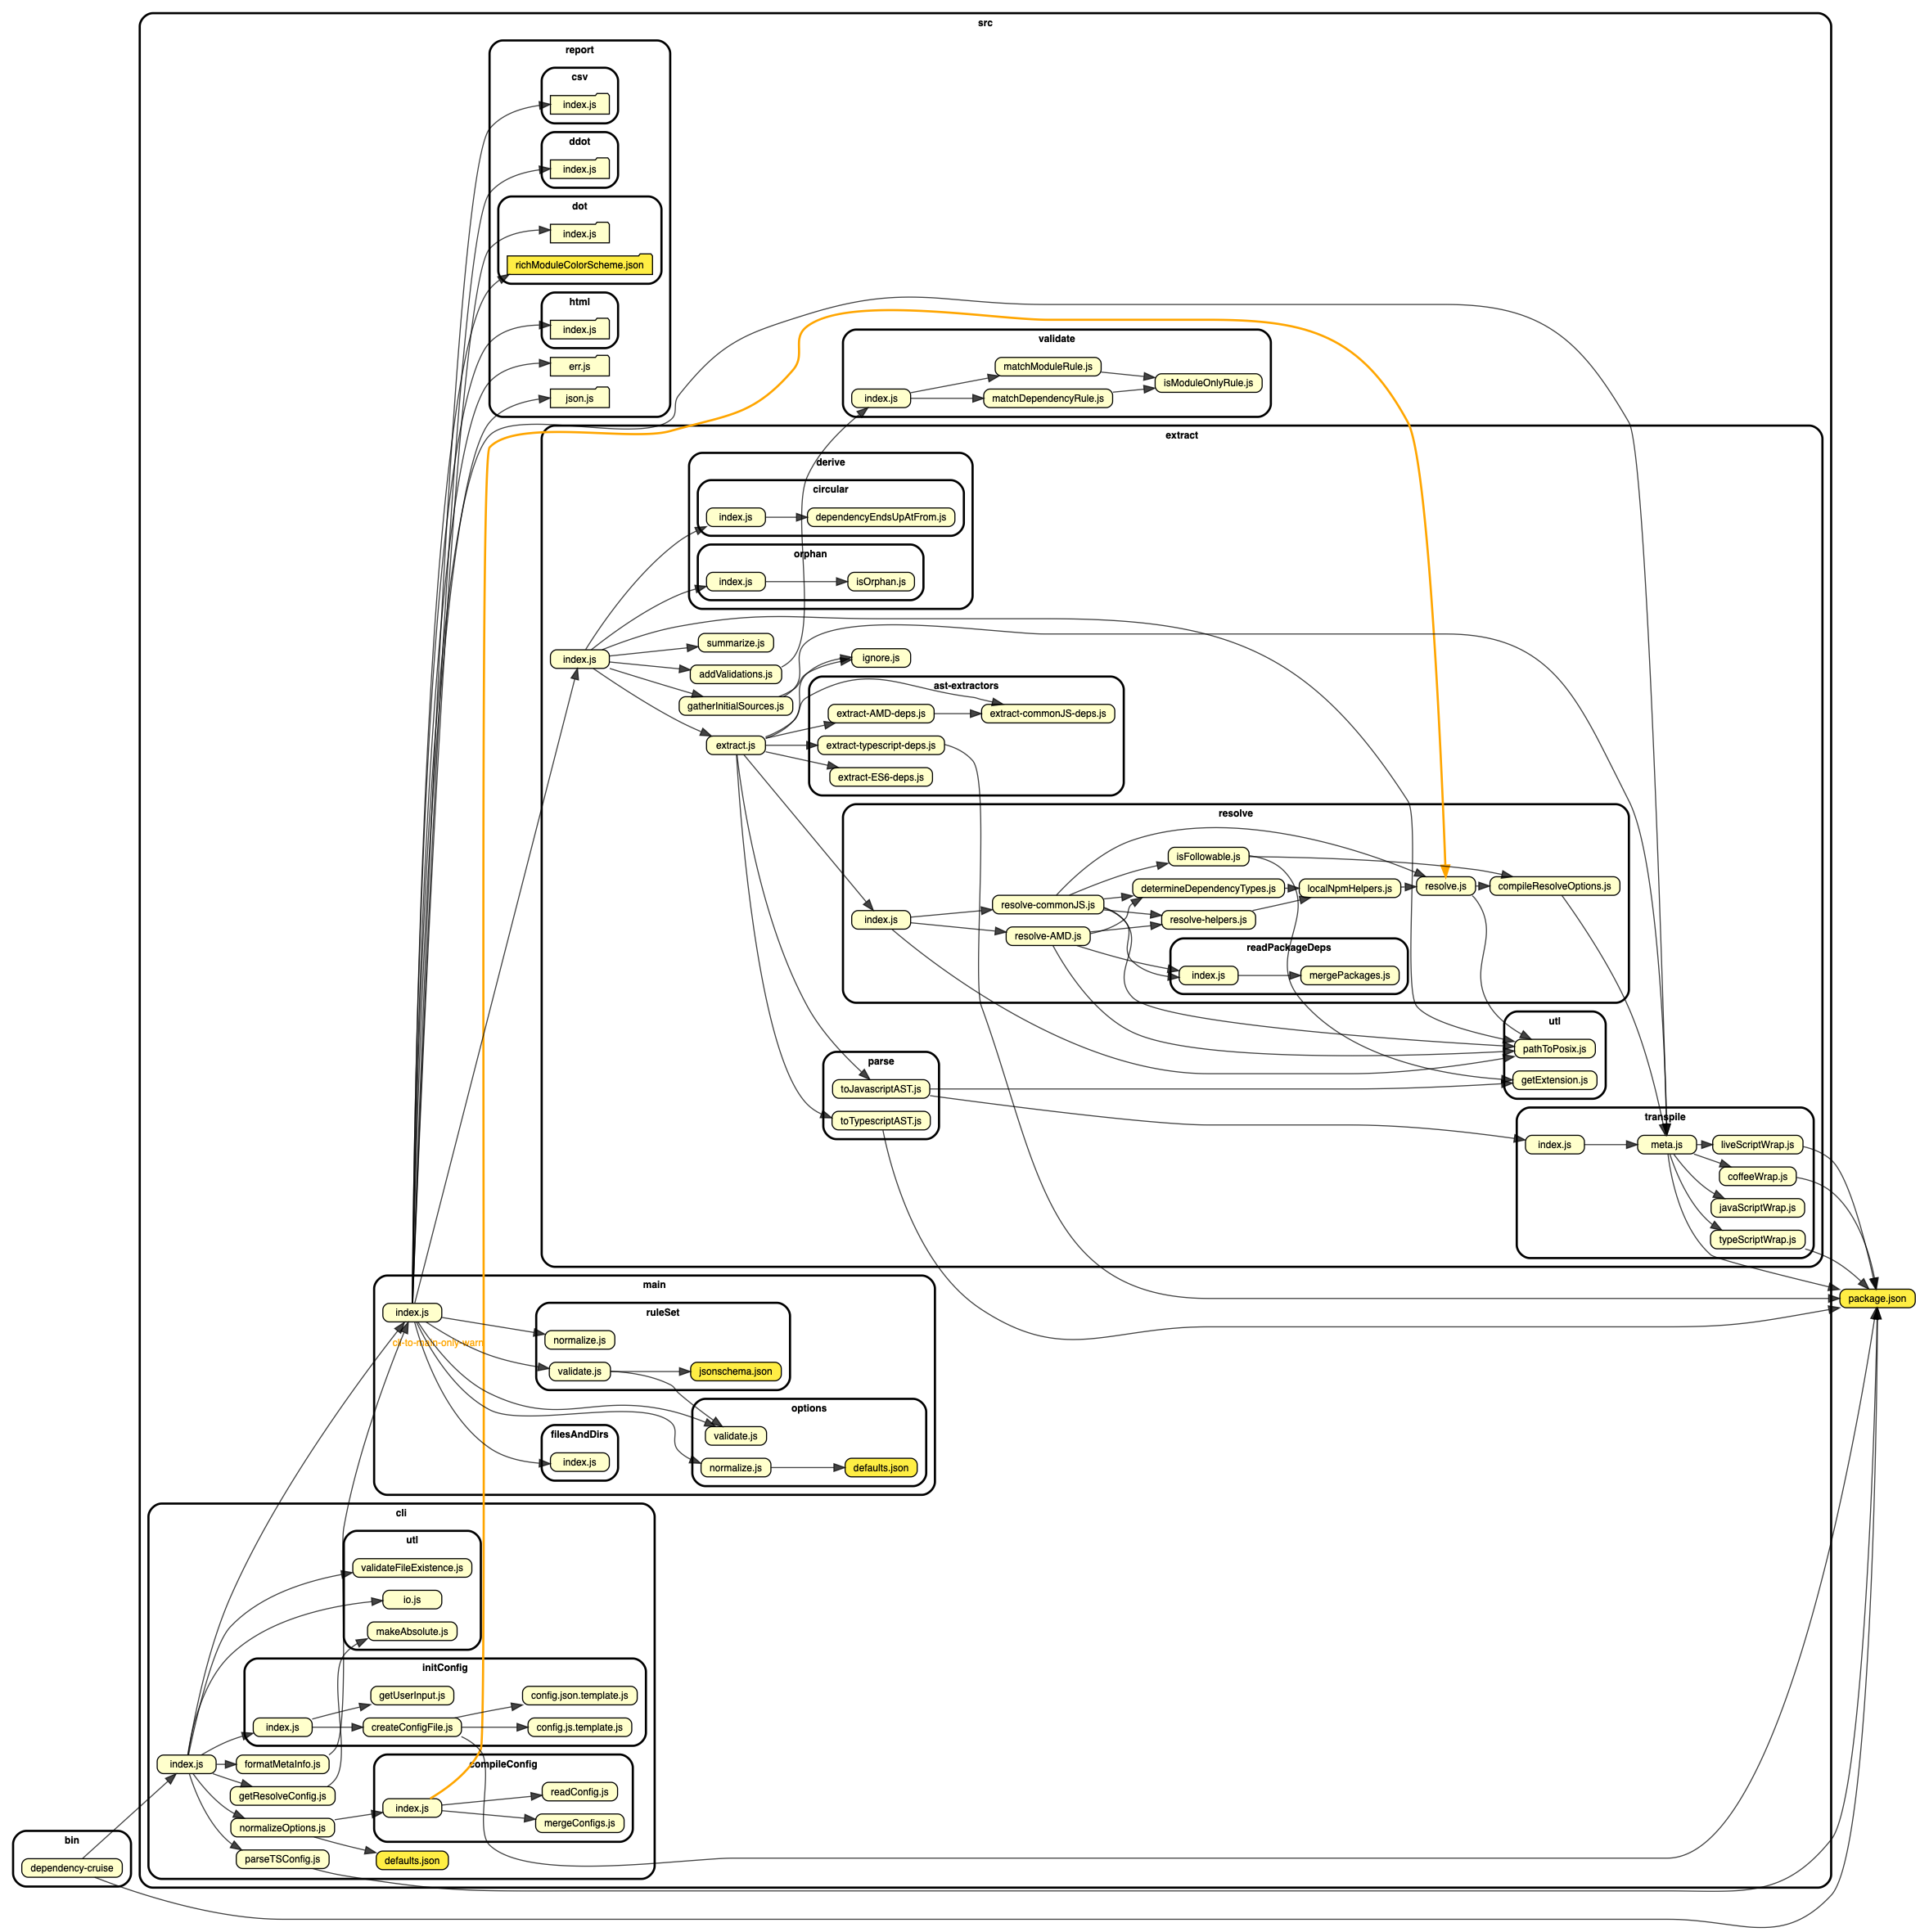 src
report
csv
index.js
ddot
index.js
dot
index.js
richModuleColorScheme.json
html
index.js
err.js
json.js
validate
matchModuleRule.js
isModuleOnlyRule.js
index.js
matchDependencyRule.js
extract
derive
circular
index.js
dependencyEndsUpAtFrom.js
orphan
index.js
isOrphan.js
summarize.js
index.js
addValidations.js
gatherInitialSources.js
extract.js
ignore.js
ast-extractors
extract-AMD-deps.js
extract-commonJS-deps.js
extract-typescript-deps.js
extract-ES6-deps.js
resolve
isFollowable.js
determineDependencyTypes.js
localNpmHelpers.js
resolve.js
compileResolveOptions.js
resolve-commonJS.js
index.js
resolve-helpers.js
resolve-AMD.js
readPackageDeps
index.js
mergePackages.js
utl
pathToPosix.js
getExtension.js
parse
toJavascriptAST.js
toTypescriptAST.js
transpile
index.js
meta.js
liveScriptWrap.js
coffeeWrap.js
javaScriptWrap.js
typeScriptWrap.js
package.json
main
index.js
cli-to-main-only-warn
ruleSet
normalize.js
validate.js
jsonschema.json
options
validate.js
normalize.js
defaults.json
filesAndDirs
index.js
cli
utl
validateFileExistence.js
io.js
makeAbsolute.js
initConfig
getUserInput.js
config.json.template.js
index.js
createConfigFile.js
config.js.template.js
index.js
formatMetaInfo.js
getResolveConfig.js
normalizeOptions.js
parseTSConfig.js
compileConfig
readConfig.js
index.js
mergeConfigs.js
defaults.json
bin
dependency-cruise